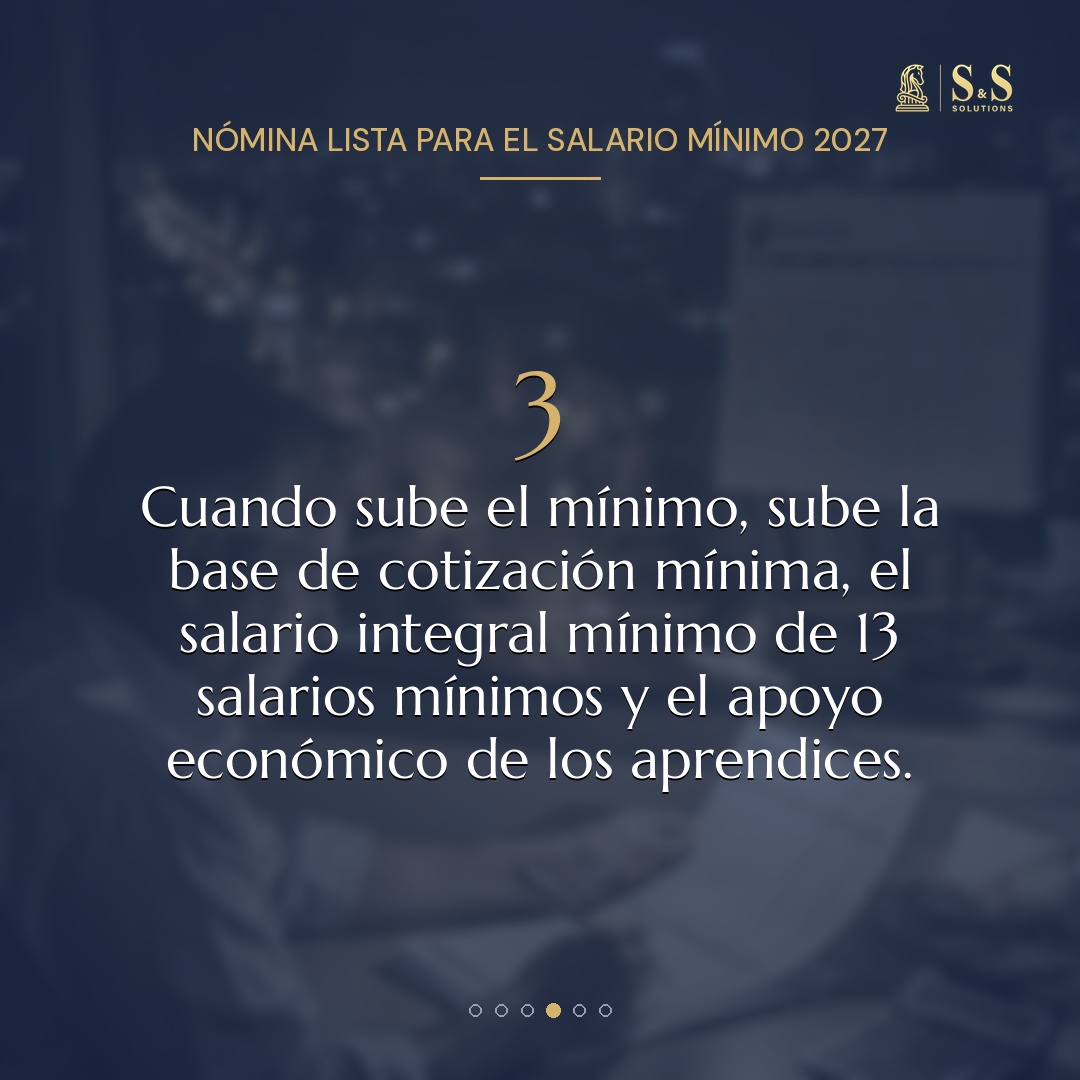 S&S
SOLUTIONS
NÓMINA LISTA PARA EL SALARIO MÍNIMO 2027
3
Cuando sube el mínimo, sube la
base de cotización mínima, el
salario integral mínimo de 13
salarios mínimos y el apoyo
económico de los aprendices.